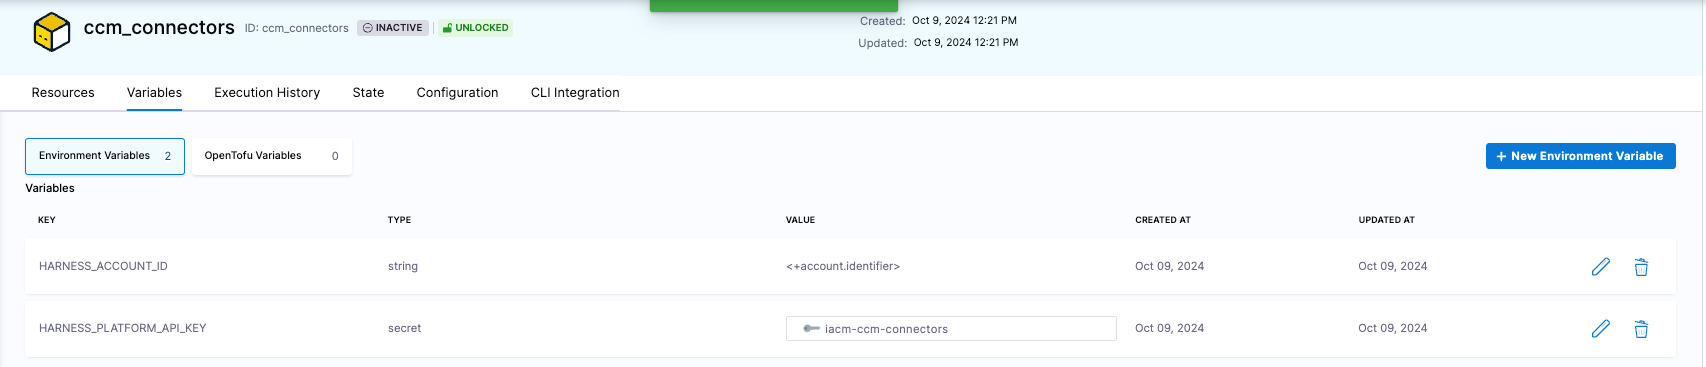 ccm_connectors ID: ccm_connectors INACTIVE UNLOCKED
Created: Oct 9, 2024 12:21 PM
Updated: Oct 9, 2024 12:21 PM
Resources Variables Execution History State Configuration CLI Integration
Environment Variables 2 OpenTofu Variables 0 + New Environment Variable
Variables
KEY TYPE VALUE CREATED AT UPDATED AT
HARNESS_ACCOUNT_ID string <+account.identifier> Oct 09, 2024 Oct 09, 2024
HARNESS_PLATFORM_API_KEY secret iacm-ccm-connectors Oct 09, 2024 Oct 09, 2024